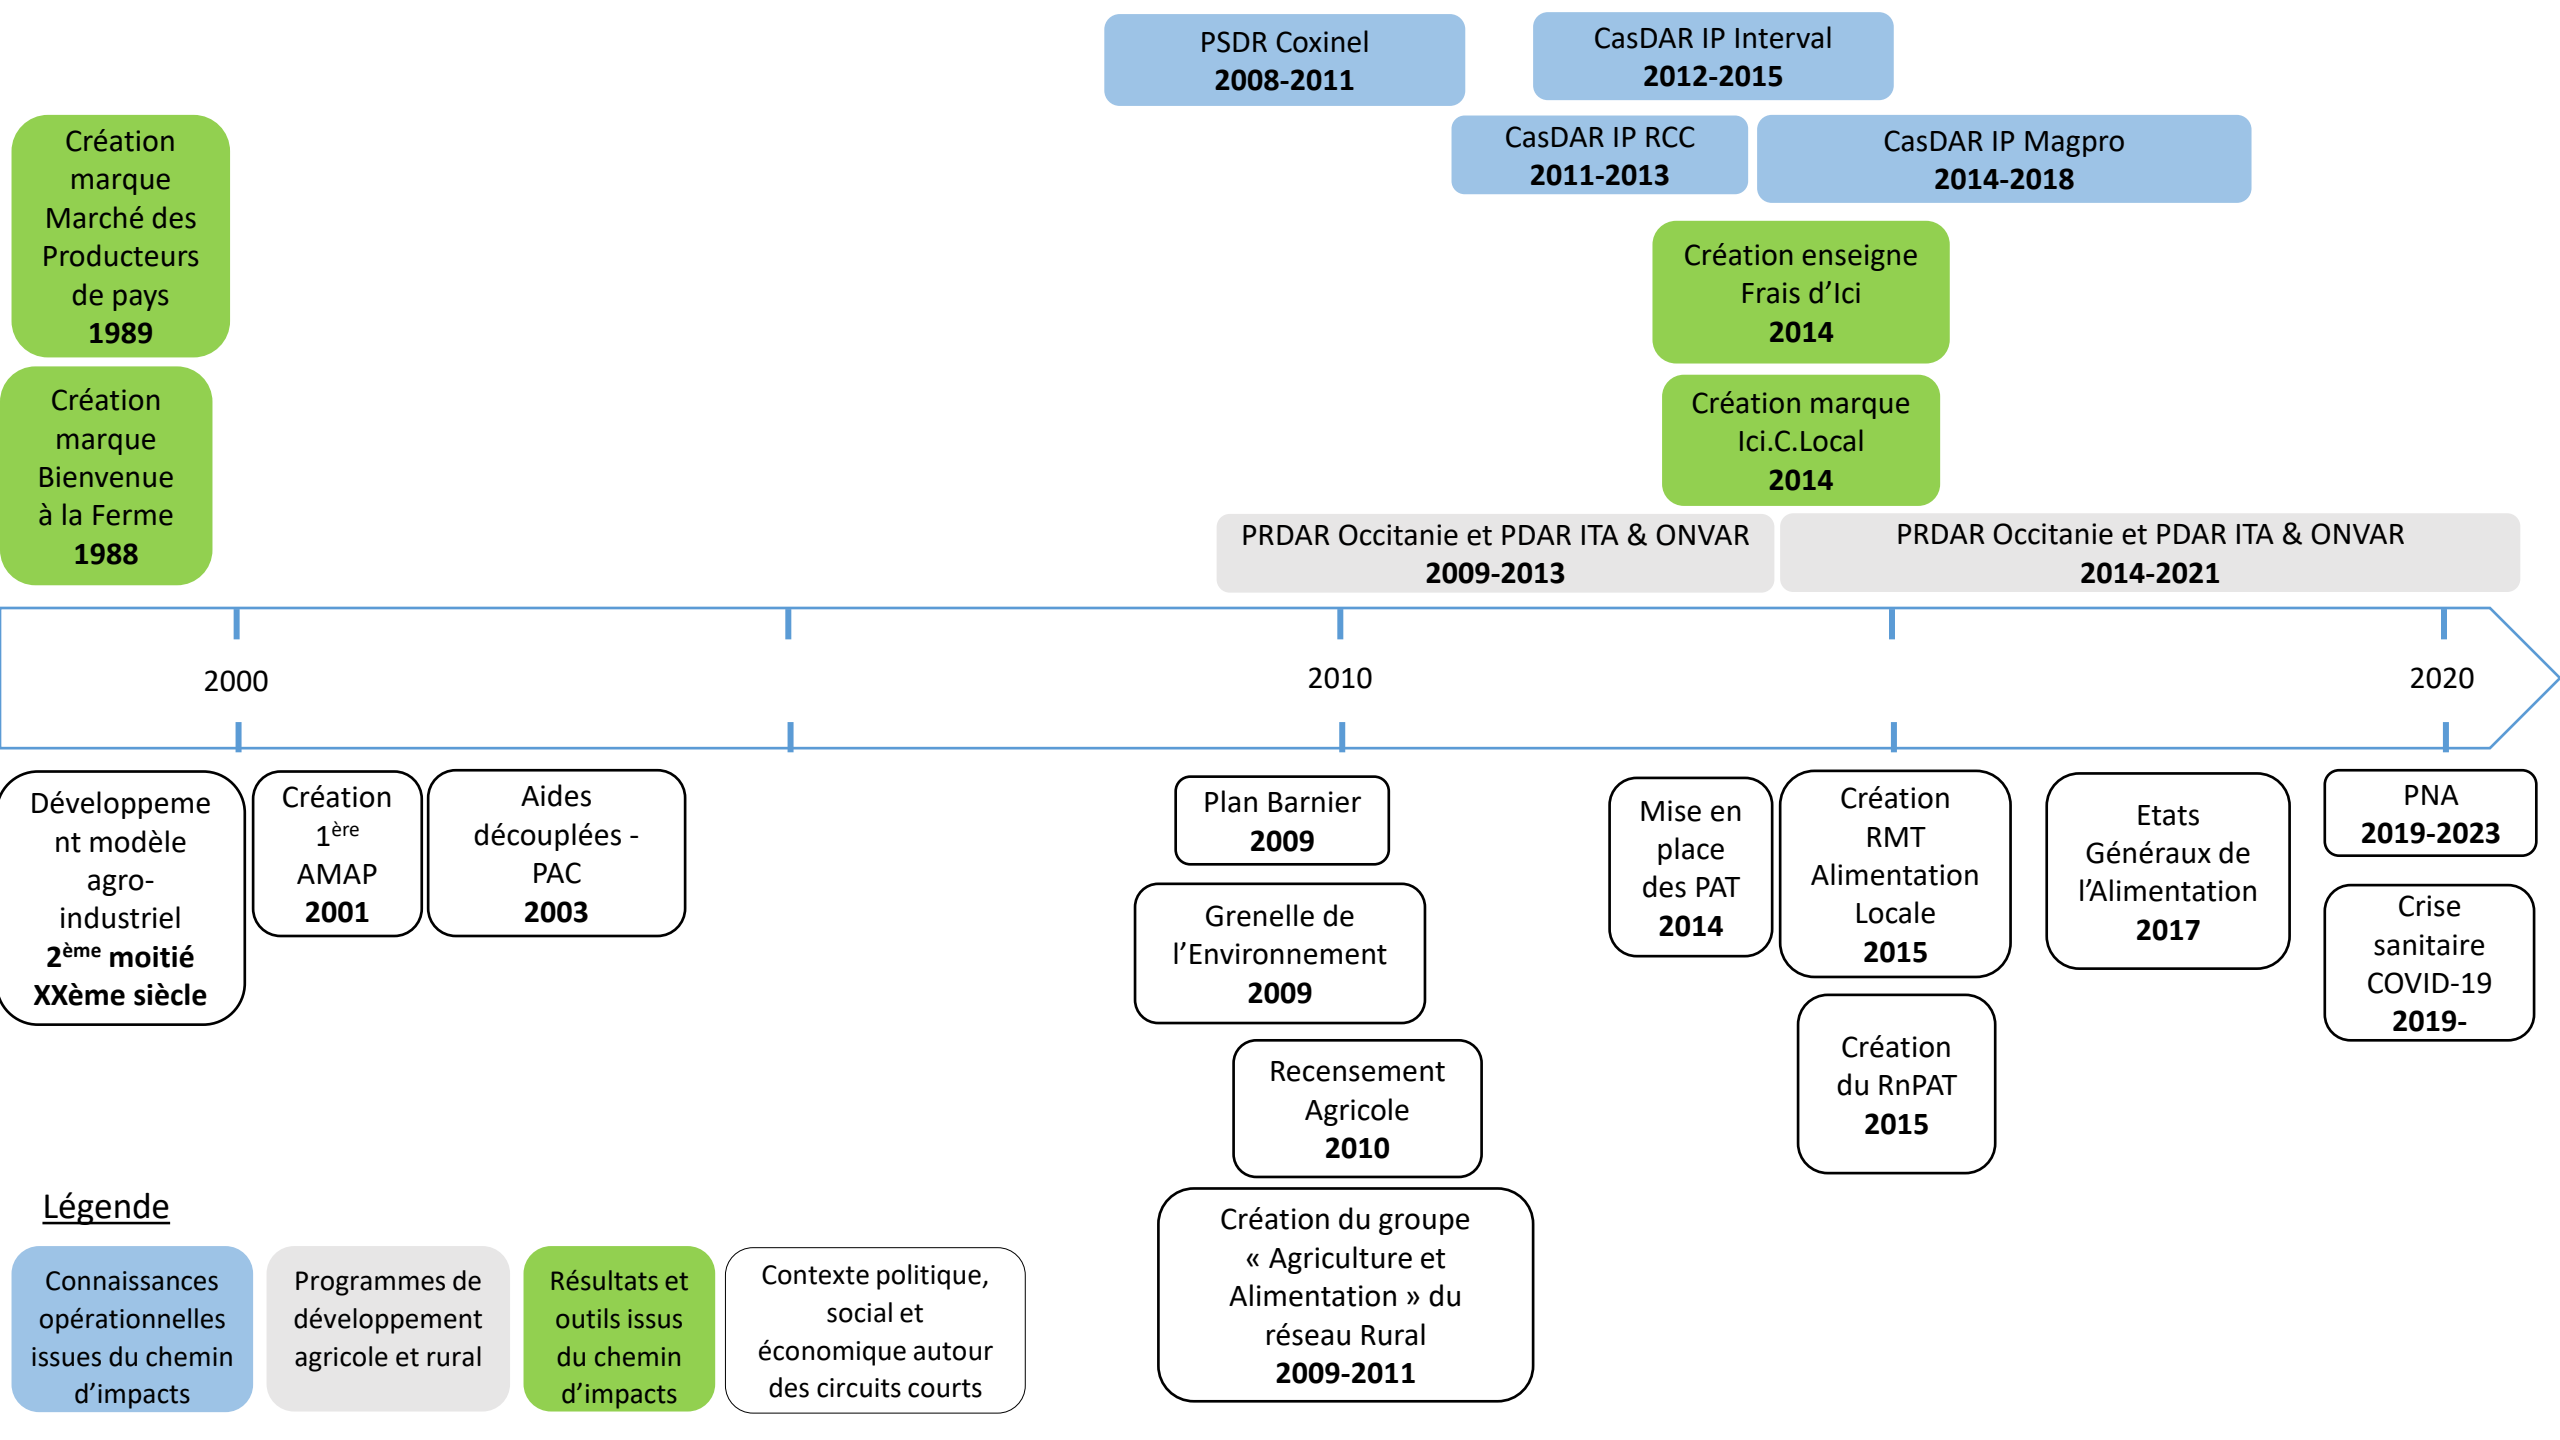 PSDR Coxinel
2008-2011
CasDAR IP Interval
2012-2015
CasDAR IP RCC
2011-2013
CasDAR IP Magpro
2014-2018
Création
marque
Marché des
Producteurs
de pays
1989
Création enseigne
Frais d’Ici
2014
Création
marque
Bienvenue
à la Ferme
1988
Création marque
Ici.C.Local
2014
PRDAR Occitanie et PDAR ITA & ONVAR
2009-2013
PRDAR Occitanie et PDAR ITA & ONVAR
2014-2021
2000
2010
2020
Développeme
nt modèle
agro-
industriel
2ème moitié
XXème siècle
Création
1ère
AMAP
2001
Aides
découplées -
PAC
2003
Plan Barnier
2009
Grenelle de
l’Environnement
2009
Recensement
Agricole
2010
Création du groupe
« Agriculture et
Alimentation » du
réseau Rural
2009-2011
Mise en
place
des PAT
2014
Création
RMT
Alimentation
Locale
2015
Création
du RnPAT
2015
Etats
Généraux de
l’Alimentation
2017
PNA
2019-2023
Crise
sanitaire
COVID-19
2019-
Légende
Connaissances
opérationnelles
issues du chemin
d’impacts
Programmes de
développement
agricole et rural
Résultats et
outils issus
du chemin
d’impacts
Contexte politique,
social et
économique autour
des circuits courts